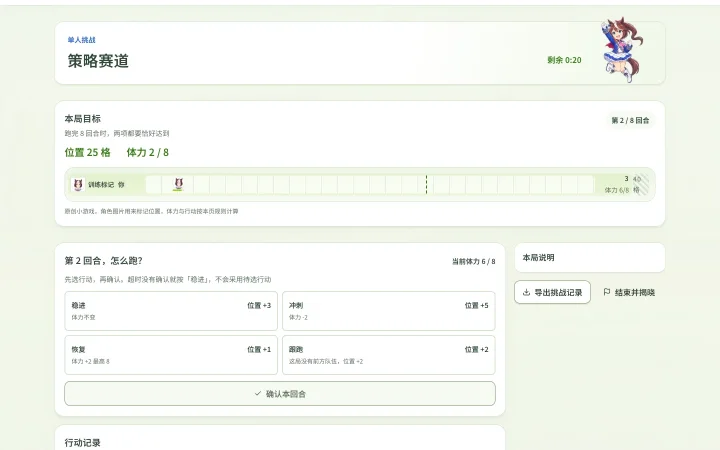 单人挑战
策略赛道
剩余 0:20
本局目标
第 2 / 8 回合
跑完 8 回合时，两项都要恰好达到
位置 25 格 体力 2 / 8
训练标记 你
3 40
体力 6/8 格
原创小游戏。角色图片用来标记位置，体力与行动按本页规则计算
第 2 回合，怎么跑？
当前体力 6 / 8
先选行动，再确认。超时没有确认就按「稳进」，不会采用待选行动
稳进 位置 +3
体力不变
冲刺 位置 +5
体力 -2
恢复 位置 +1
体力 +2 最高 8
跟跑 位置 +2
这局没有前方队伍，位置 +2
确认本回合
本局说明
导出挑战记录
结束并揭晓
行动记录